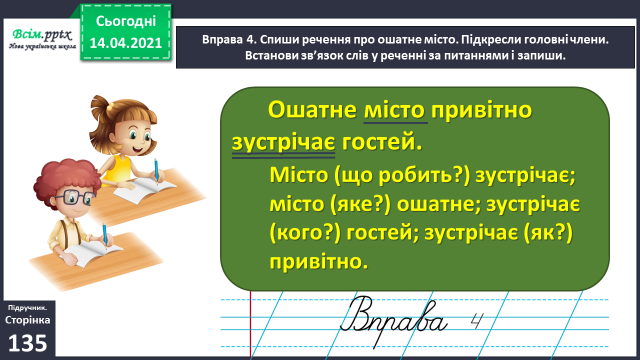 Всім.pptx
Нова українська школа
Сьогодні
14.04.2021
Вправа 4. Спиши речення про ошатне місто. Підкресли головні члени.
Встанови зв’язок слів у реченні за питаннями і запиши.
Ошатне місто привітно
зустрічає гостей.
Місто (що робить?) зустрічає;
місто (яке?) ошатне; зустрічає
(кого?) гостей; зустрічає (як?)
привітно.
Підручник.
Сторінка
135
Вправа 4